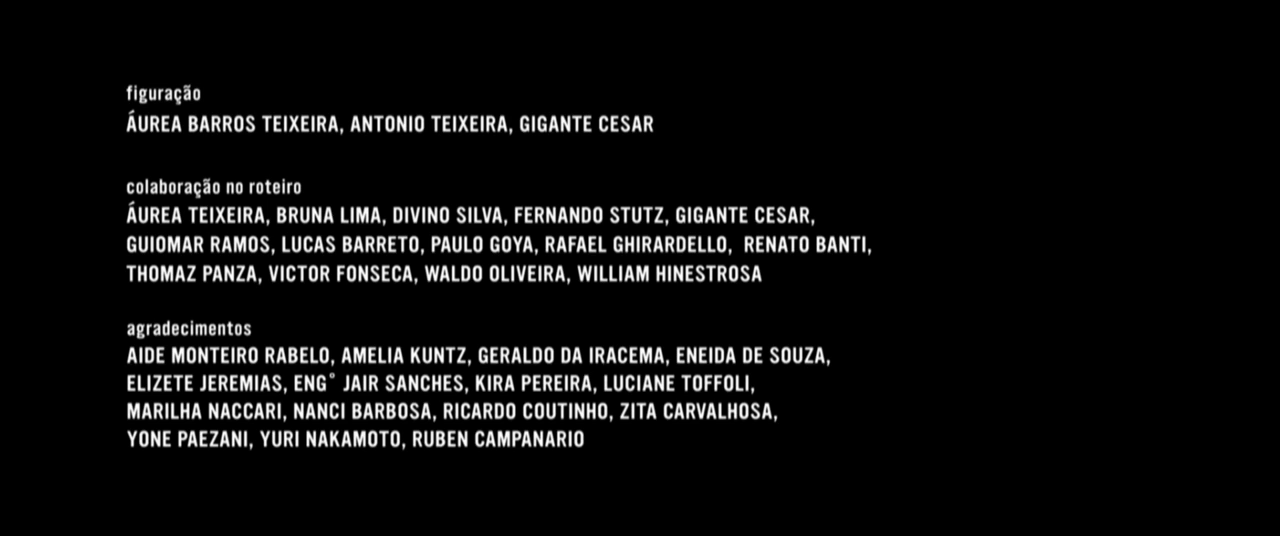 figuração
ÁUREA BARROS TEIXEIRA, ANTONIO TEIXEIRA, GIGANTE CESAR
colaboração no roteiro
ÁUREA TEIXEIRA, BRUNA LIMA, DIVINO SILVA, FERNANDO STUTZ, GIGANTE CESAR,
GUIOMAR RAMOS, LUCAS BARRETO, PAULO GOYA, RAFAEL GHIRARDELLO, RENATO BANTI,
THOMAZ PANZA, VICTOR FONSECA, WALDO OLIVEIRA, WILLIAM HINESTROSA
agradecimentos
AIDE MONTEIRO RABELO, AMELIA KUNTZ, GERALDO DA IRACEMA, ENEIDA DE SOUZA,
ELIZETE JEREMIAS, ENG° JAIR SANCHES, KIRA PEREIRA, LUCIANE TOFFOLI,
MARILHA NACCARI, NANCI BARBOSA, RICARDO COUTINHO, ZITA CARVALHOSA,
YONE PAEZANI, YURI NAKAMOTO, RUBEN CAMPANARIO